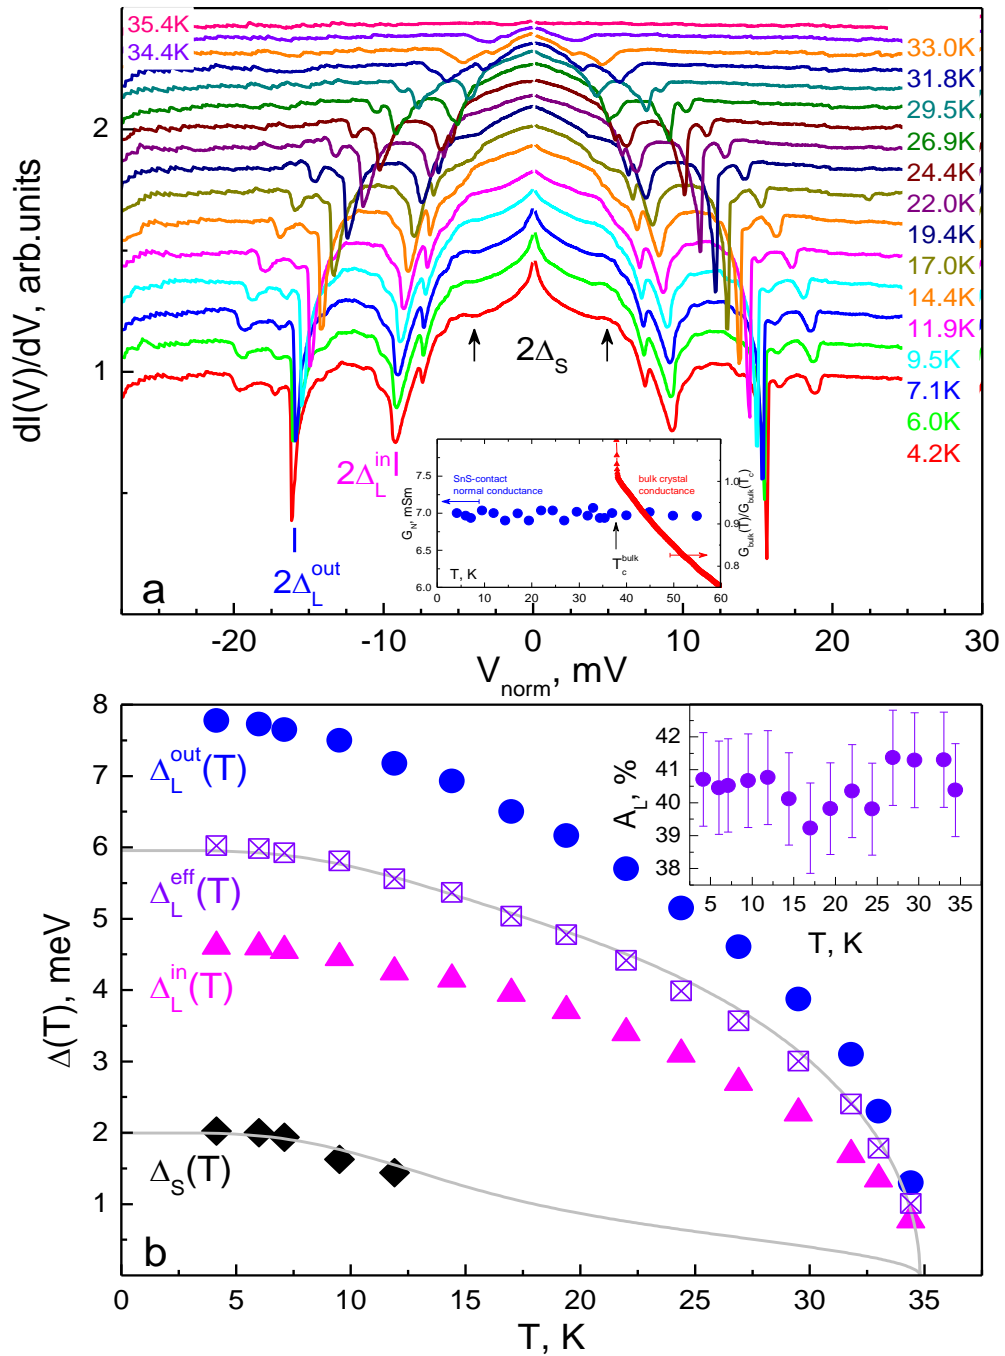 35.4K
34.4K
33.0K
31.8K
29.5K
26.9K
24.4K
22.0K
19.4K
17.0K
14.4K
11.9K
9.5K
7.1K
6.0K
4.2K
dI(V)/dV, arb.units
2
1
2Δ_S
2Δ_L^in
2Δ_L^out
a
7.5
7.0
6.5
6.0
G_N, mSm
SnS-contact
normal conductance
bulk crystal
conductance
T_c^bulk
T, K
0 10 20 30 40 50 60
1.0
0.9
0.8
G_bulk(T)/G_bulk(T_c)
-20 -10 0 10 20 30
V_norm, mV
8
7
6
5
4
3
2
1
Δ(T), meV
Δ_L^out(T)
Δ_L^eff(T)
Δ_L^in(T)
Δ_S(T)
b
42
41
40
39
38
A_L, %
5 10 15 20 25 30 35
T, K
0 5 10 15 20 25 30 35
T, K